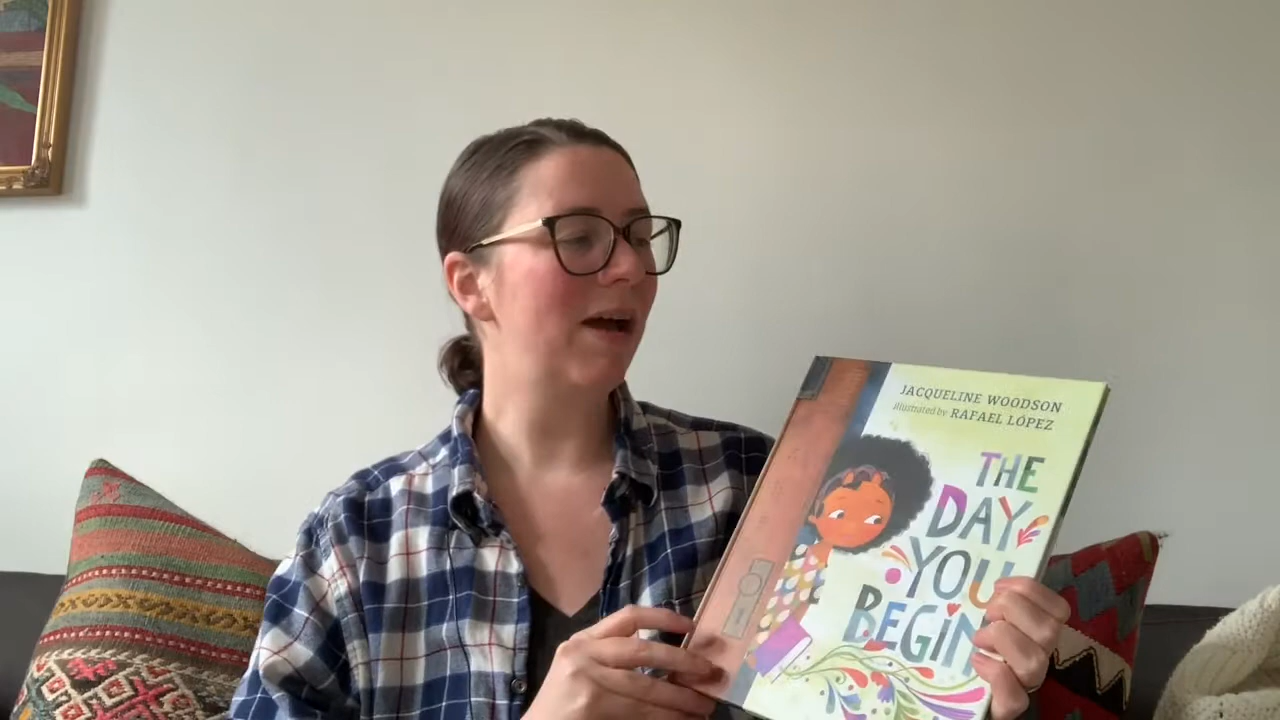 JACQUELINE WOODSON
illustrated by RAFAEL LÓPEZ
THE
DAY
YOU
BEGIN